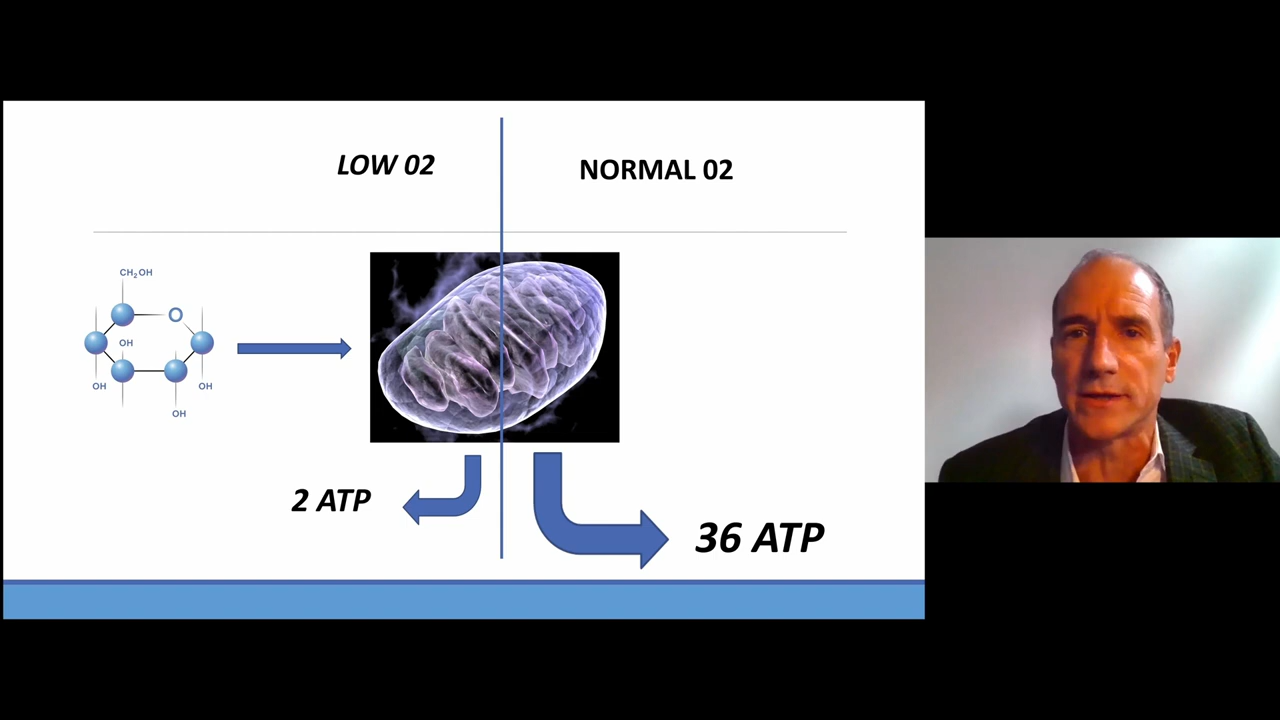 LOW 02
NORMAL 02
CH2OH
O
OH
OH
OH
OH
2 ATP
36 ATP